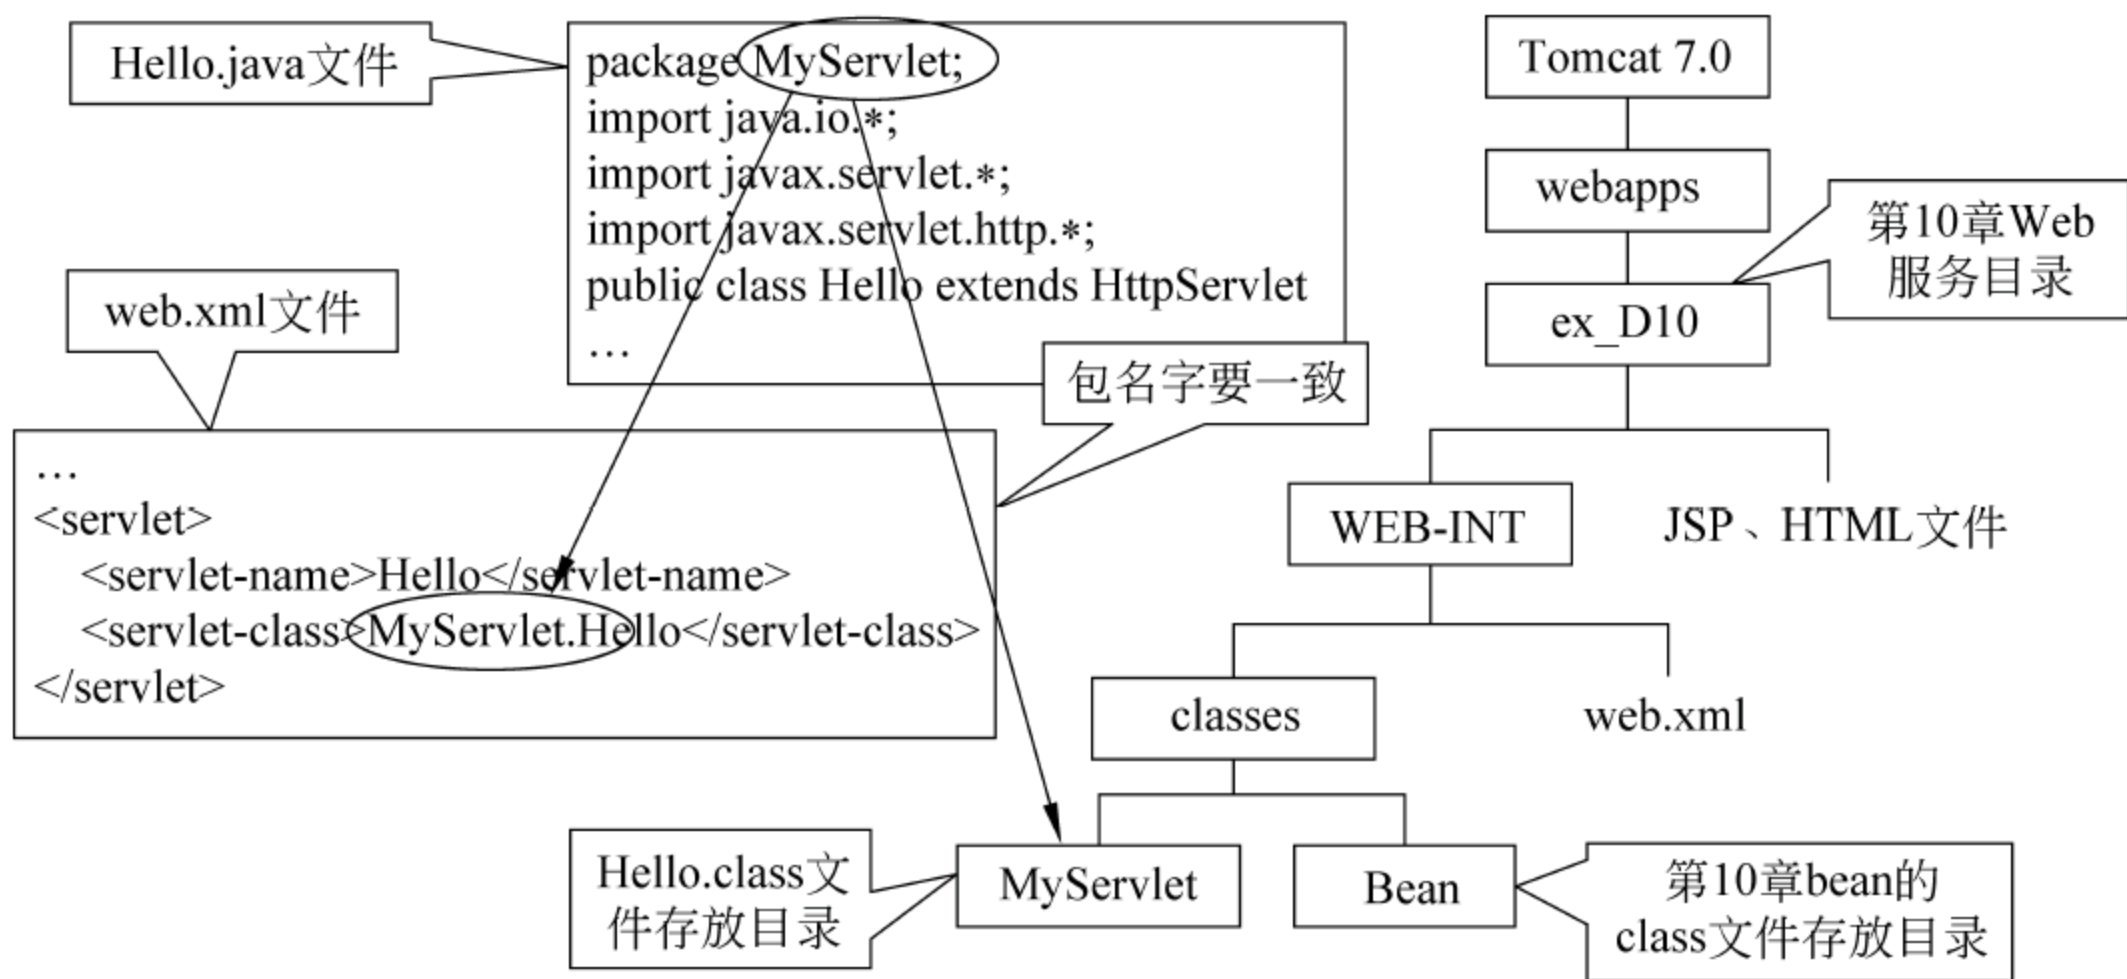 Hello.java文件
package MyServlet;
import java.io.*;
import javax.servlet.*;
import javax.servlet.http.*;
public class Hello extends HttpServlet
…
web.xml文件
包名字要一致
…
<servlet>
<servlet-name>Hello</servlet-name>
<servlet-class>MyServlet.Hello</servlet-class>
</servlet>
Tomcat 7.0
webapps
第10章Web
服务目录
ex_D10
WEB-INT
JSP、HTML文件
classes
web.xml
Hello.class文
件存放目录
MyServlet
Bean
第10章bean的
class文件存放目录